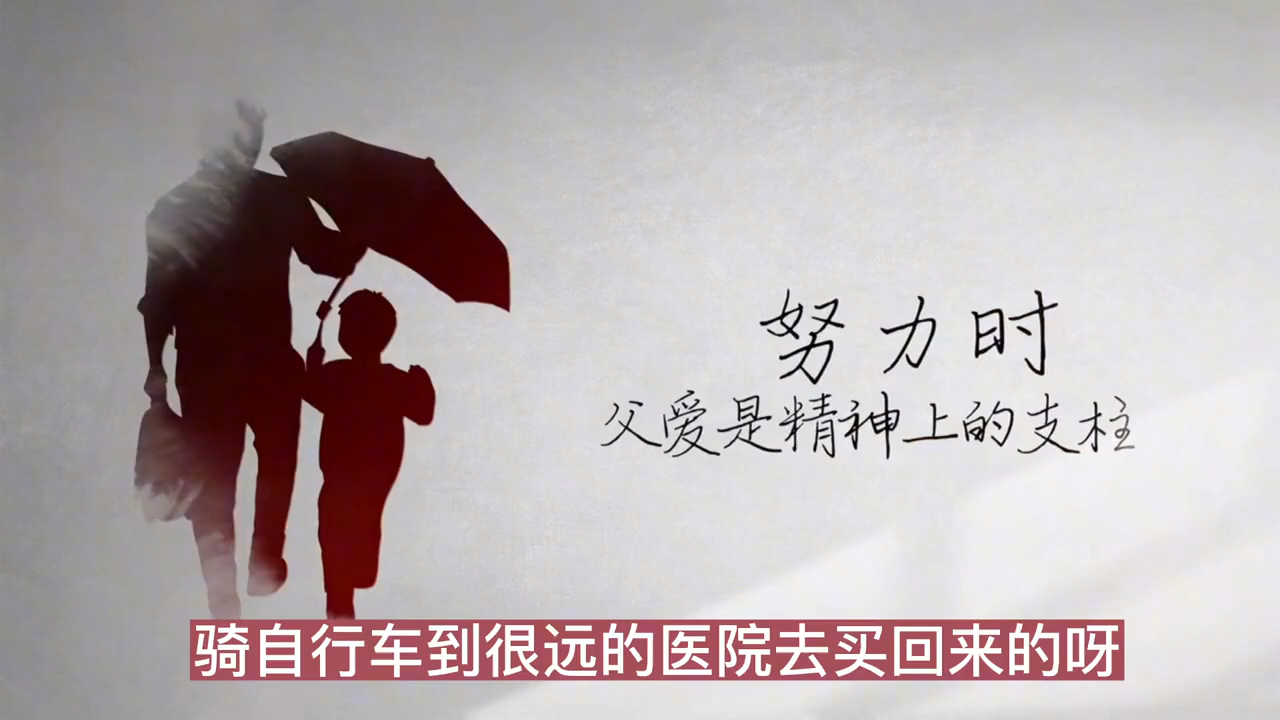 努力时
父爱是精神上的支柱
骑自行车到很远的医院去买回来的呀